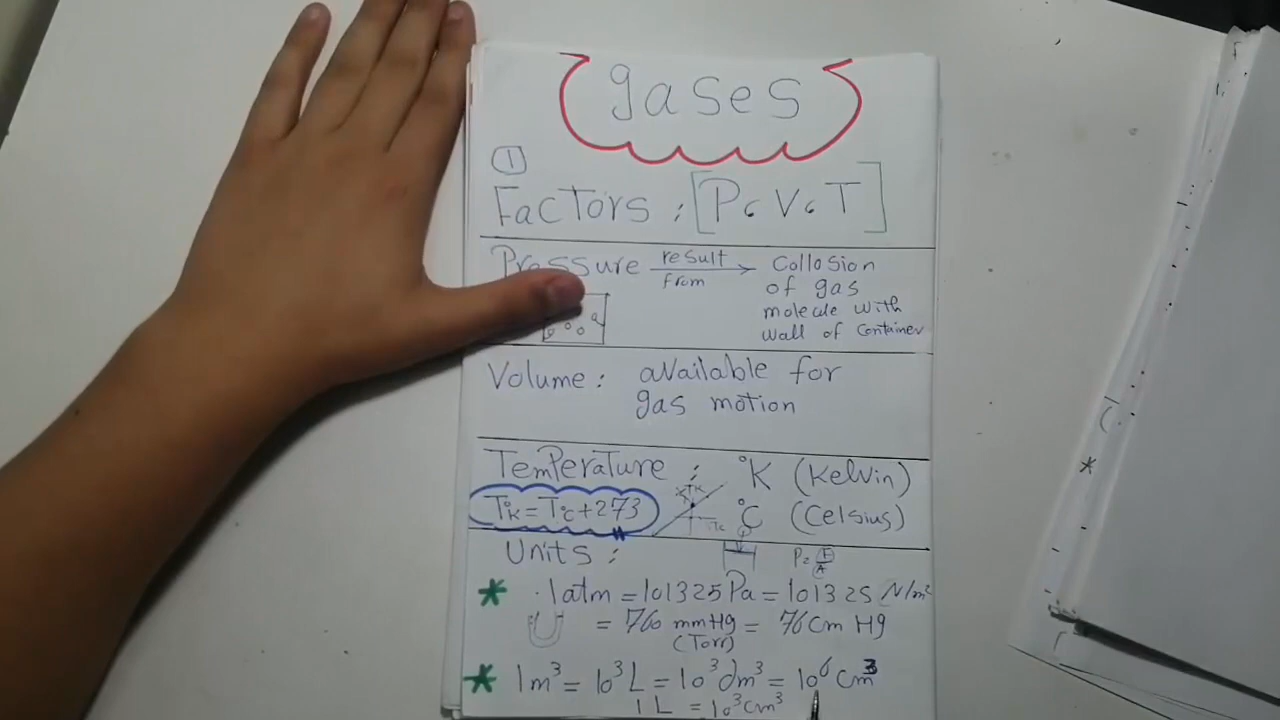 gases
1
Factors : [P، V، T]
Pressure result from → Collosion
of gas
molecule with
wall of container
Volume : available for
gas motion
Temperature : °K (Kelvin)
T°K = T°C + 273 °C (Celsius)
Units : P = F/A
* 1 atm = 101325 Pa = 101325 N/m²
= 760 mmHg = 76 Cm Hg
(Torr)
* 1 m³ = 10³ L = 10³ dm³ = 10⁶ Cm³
1 L = 10³ cm³